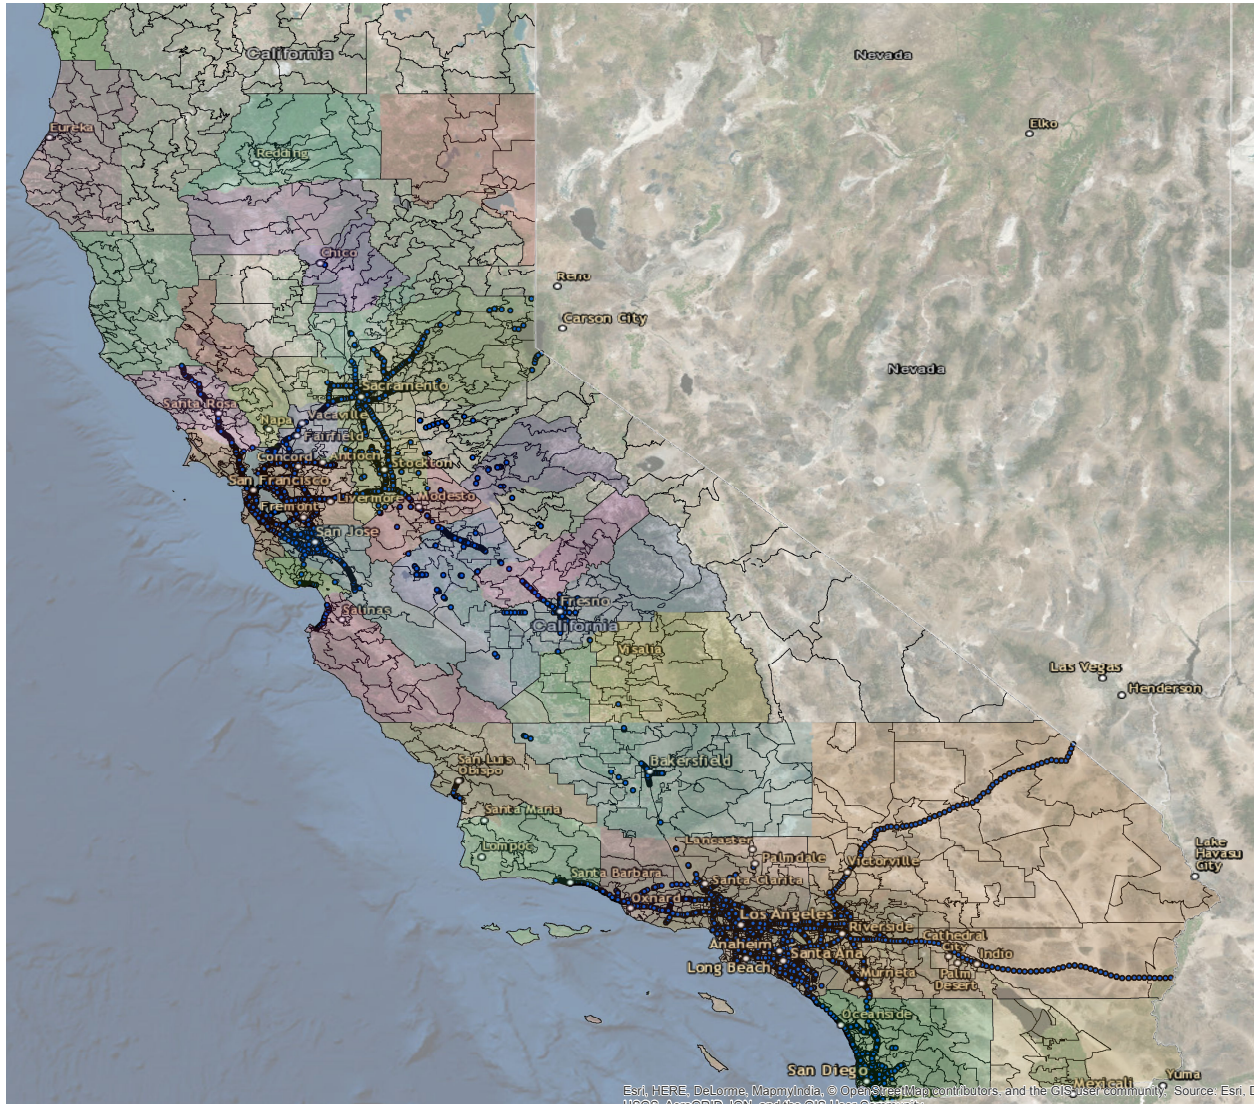 California
Nevada
Elko
Eureka
Redding
Chico
Reno
Carson City
Nevada
Sacramento
Santa Rosa
Napa
Vacaville
Fairfield
Concord
Antioch
Stockton
San Francisco
Livermore
Modesto
Fremont
San Jose
Salinas
Fresno
California
Visalia
Las Vegas
Henderson
San Luis
Obispo
Bakersfield
Santa Maria
Lompoc
Lancaster
Palmdale
Victorville
Lake
Havasu
City
Santa Barbara
Santa Clarita
Oxnard
Los Angeles
Riverside
Cathedral
City
Anaheim
Santa Ana
Indio
Long Beach
Murrieta
Palm
Desert
Oceanside
San Diego
Mexicali
Yuma
Esri, HERE, DeLorme, MapmyIndia, © OpenStreetMap contributors, and the GIS user community, Source: Esri,